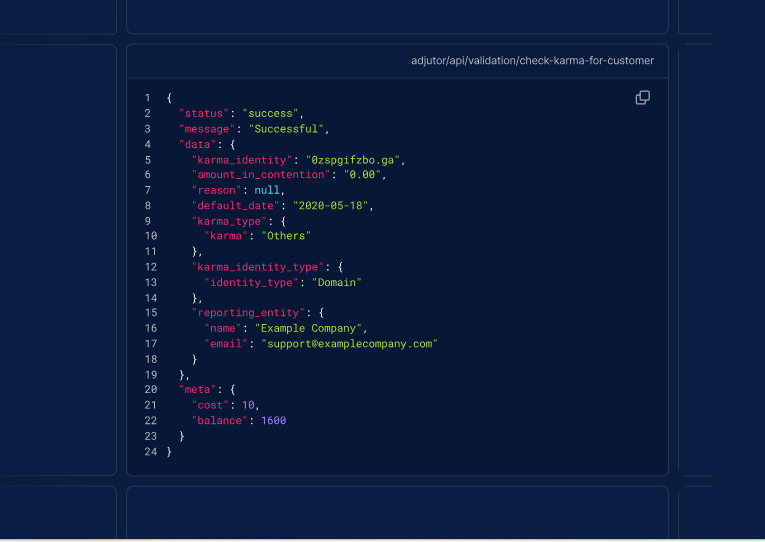 adjutor/api/validation/check-karma-for-customer
1 {
2 "status": "success",
3 "message": "Successful",
4 "data": {
5 "karma_identity": "0zspgifzbo.ga",
6 "amount_in_contention": "0.00",
7 "reason": null,
8 "default_date": "2020-05-18",
9 "karma_type": {
10 "karma": "Others"
11 },
12 "karma_identity_type": {
13 "identity_type": "Domain"
14 },
15 "reporting_entity": {
16 "name": "Example Company",
17 "email": "support@examplecompany.com"
18 }
19 },
20 "meta": {
21 "cost": 10,
22 "balance": 1600
23 }
24 }